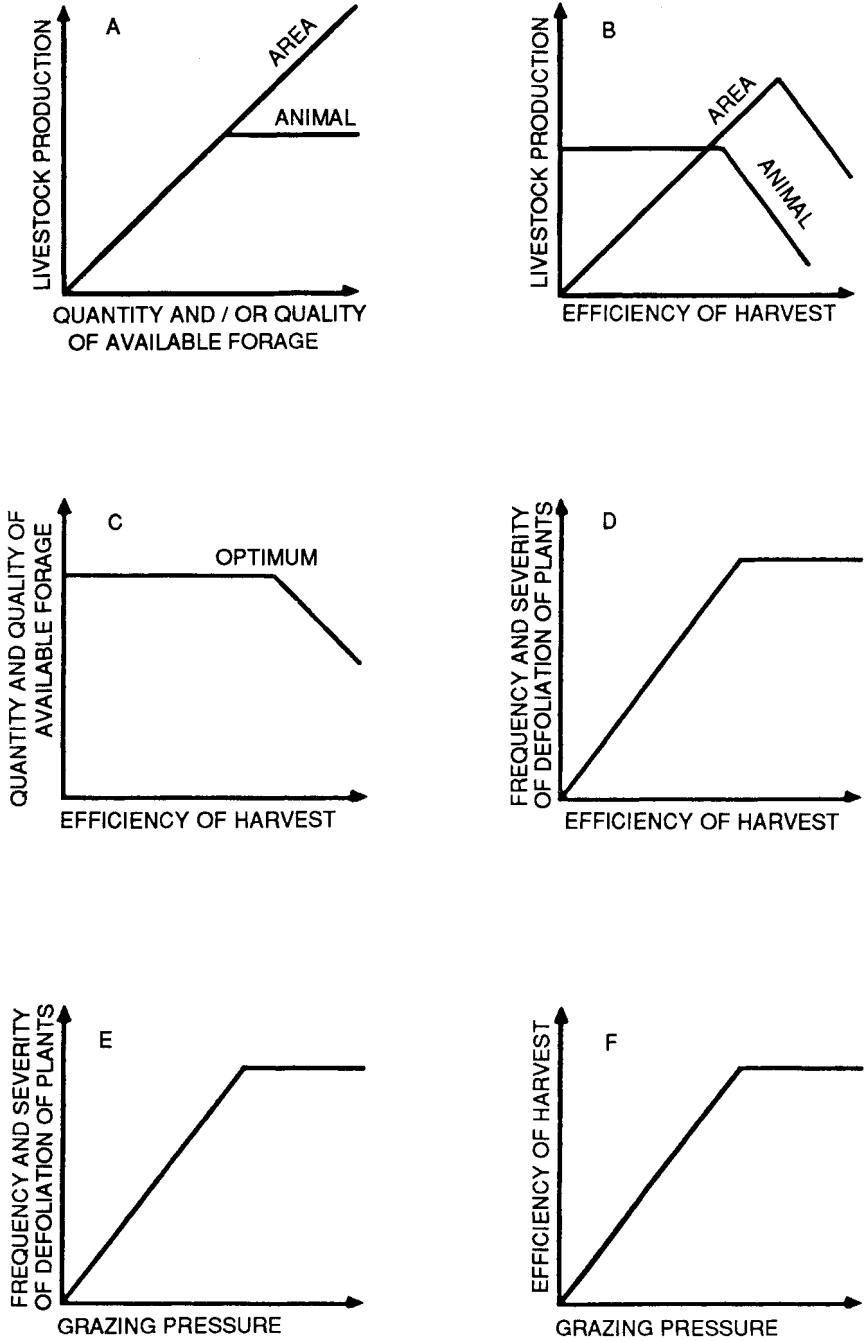 A
AREA
ANIMAL
LIVESTOCK PRODUCTION
QUANTITY AND / OR QUALITY
OF AVAILABLE FORAGE
B
AREA
ANIMAL
LIVESTOCK PRODUCTION
EFFICIENCY OF HARVEST
C
OPTIMUM
QUANTITY AND QUALITY OF
AVAILABLE FORAGE
EFFICIENCY OF HARVEST
D
FREQUENCY AND SEVERITY
OF DEFOLIATION OF PLANTS
EFFICIENCY OF HARVEST
E
FREQUENCY AND SEVERITY
OF DEFOLIATION OF PLANTS
GRAZING PRESSURE
F
EFFICIENCY OF HARVEST
GRAZING PRESSURE